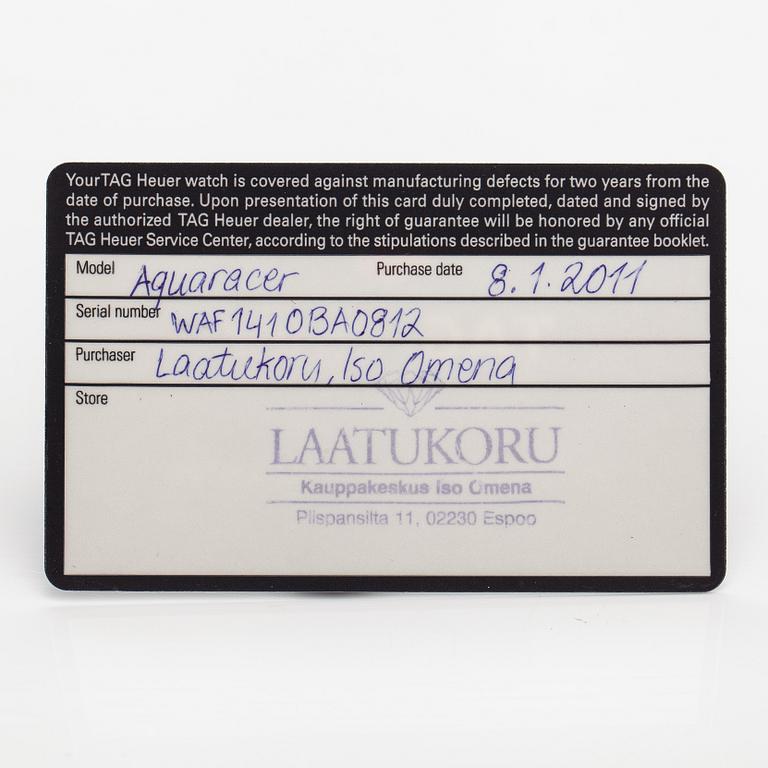 Your TAG Heuer watch is covered against manufacturing defects for two years from the
date of purchase. Upon presentation of this card duly completed, dated and signed by
the authorized TAG Heuer dealer, the right of guarantee will be honored by any official
TAG Heuer Service Center, according to the stipulations described in the guarantee booklet.
Model Aquaracer Purchase date 8.1.2011
Serial number WAF1410BA0812
Purchaser Laatukoru, Iso Omena
Store
LAATUKORU
Kauppakeskus Iso Omena
Piispansilta 11, 02230 Espoo